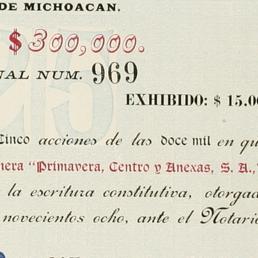 DE MICHOACAN.
$300,000.
NAL NUM. 969
EXHIBIDO: $ 15.00
Cinco acciones de las doce mil en qu
nera "Primavera, Centro y Anexas, S. A.,"
la escritura constitutiva, otorgad
novecientos ocho, ante el Notari